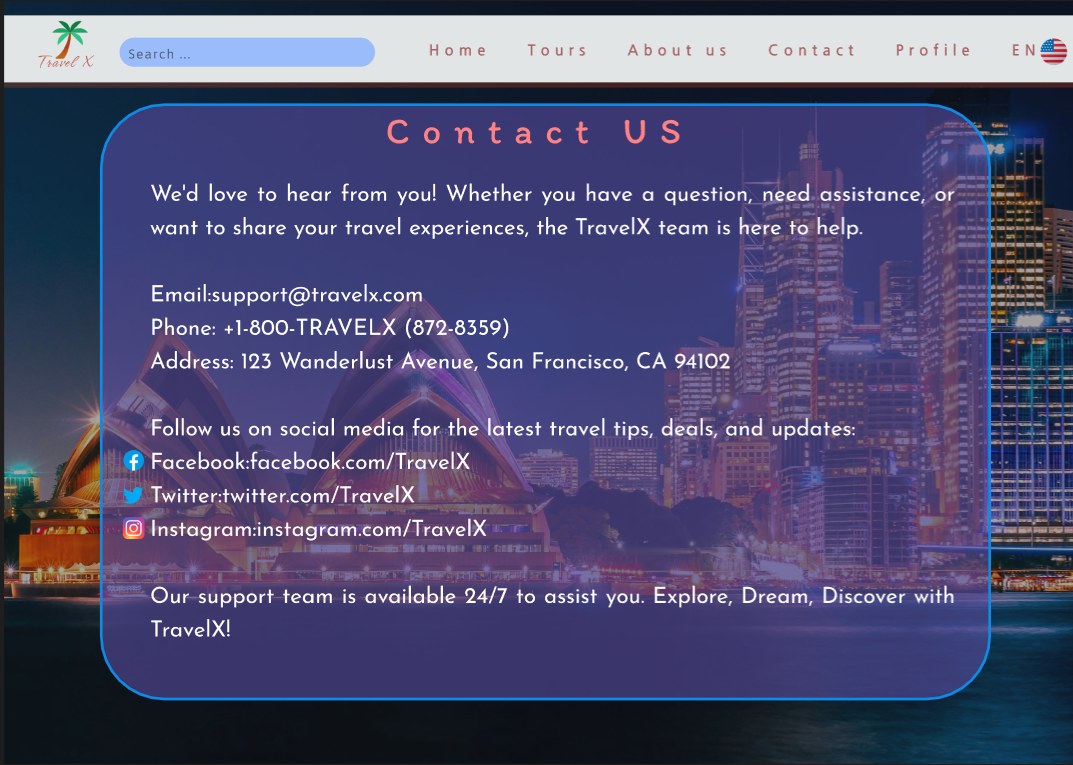 Travel X
Search ...
Home Tours About us Contact Profile EN
Contact US
We'd love to hear from you! Whether you have a question, need assistance, or
want to share your travel experiences, the TravelX team is here to help.
Email:support@travelx.com
Phone: +1-800-TRAVELX (872-8359)
Address: 123 Wanderlust Avenue, San Francisco, CA 94102
Follow us on social media for the latest travel tips, deals, and updates:
Facebook:facebook.com/TravelX
Twitter:twitter.com/TravelX
Instagram:instagram.com/TravelX
Our support team is available 24/7 to assist you. Explore, Dream, Discover with
TravelX!